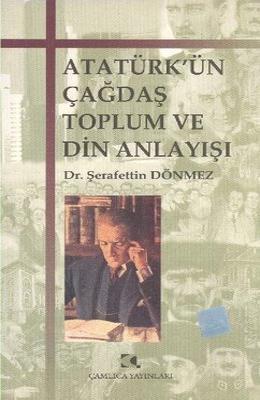 ATATÜRK'ÜN
ÇAĞDAŞ
TOPLUM VE
DİN ANLAYIŞI
Dr. Şerafettin DÖNMEZ
ÇAMLICA YAYINLARI